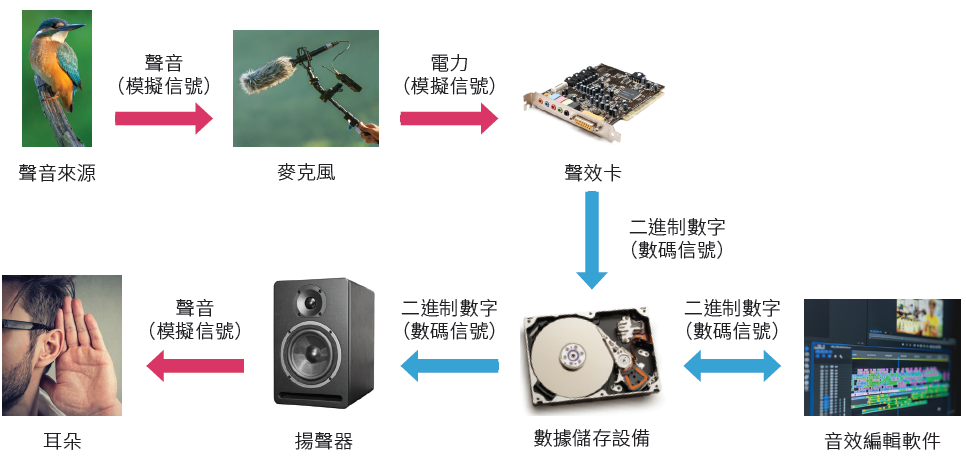 聲音
（模擬信號）
電力
（模擬信號）
聲音來源
麥克風
聲效卡
二進制數字
（數碼信號）
聲音
（模擬信號）
二進制數字
（數碼信號）
二進制數字
（數碼信號）
耳朵
揚聲器
數據儲存設備
音效編輯軟件